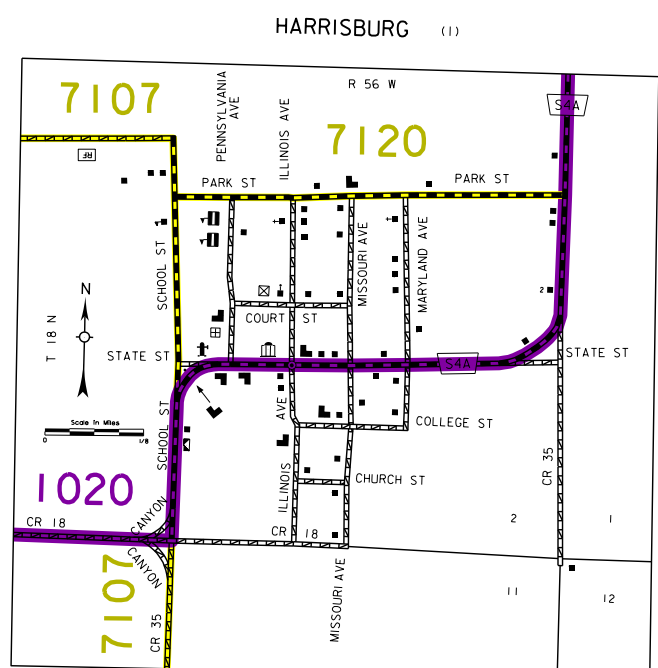 HARRISBURG (1)
7107
PENNSYLVANIA
AVE
ILLINOIS AVE
R 56 W
7120
S4A
RF
PARK ST
PARK ST
SCHOOL ST
MISSOURI AVE
MARYLAND AVE
N
T 18 N
COURT ST
2
STATE ST
S4A
STATE ST
Scale in Miles
0 1/8
SCHOOL ST
ILLINOIS AVE
COLLEGE ST
CR 35
1020
CHURCH ST
CR 18
CANYON
CR 18
2
1
CANYON
7107
CR 35
MISSOURI AVE
11
12